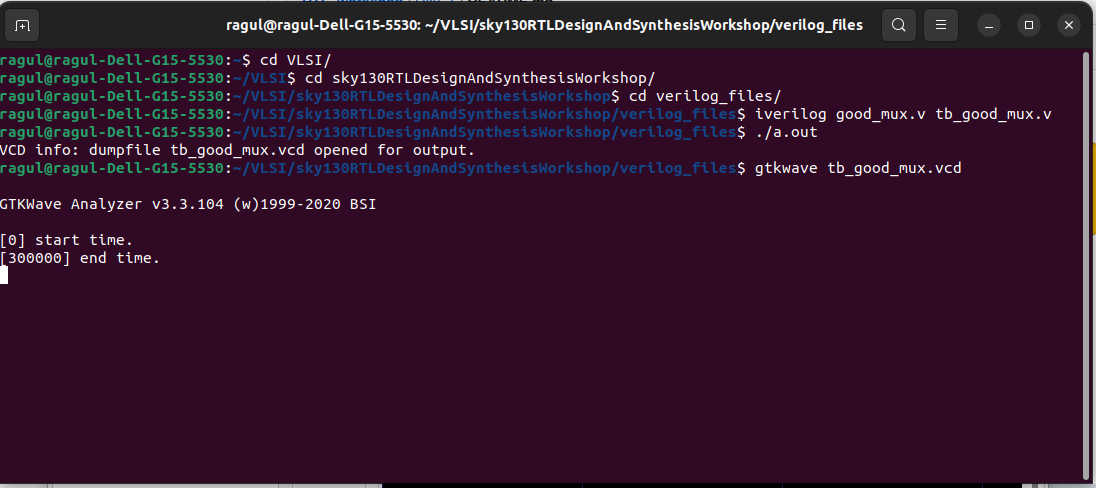 ragul@ragul-Dell-G15-5530: ~/VLSI/sky130RTLDesignAndSynthesisWorkshop/verilog_files
ragul@ragul-Dell-G15-5530:~$ cd VLSI/
ragul@ragul-Dell-G15-5530:~/VLSI$ cd sky130RTLDesignAndSynthesisWorkshop/
ragul@ragul-Dell-G15-5530:~/VLSI/sky130RTLDesignAndSynthesisWorkshop$ cd verilog_files/
ragul@ragul-Dell-G15-5530:~/VLSI/sky130RTLDesignAndSynthesisWorkshop/verilog_files$ iverilog good_mux.v tb_good_mux.v
ragul@ragul-Dell-G15-5530:~/VLSI/sky130RTLDesignAndSynthesisWorkshop/verilog_files$ ./a.out
VCD info: dumpfile tb_good_mux.vcd opened for output.
ragul@ragul-Dell-G15-5530:~/VLSI/sky130RTLDesignAndSynthesisWorkshop/verilog_files$ gtkwave tb_good_mux.vcd
GTKWave Analyzer v3.3.104 (w)1999-2020 BSI
[0] start time.
[300000] end time.